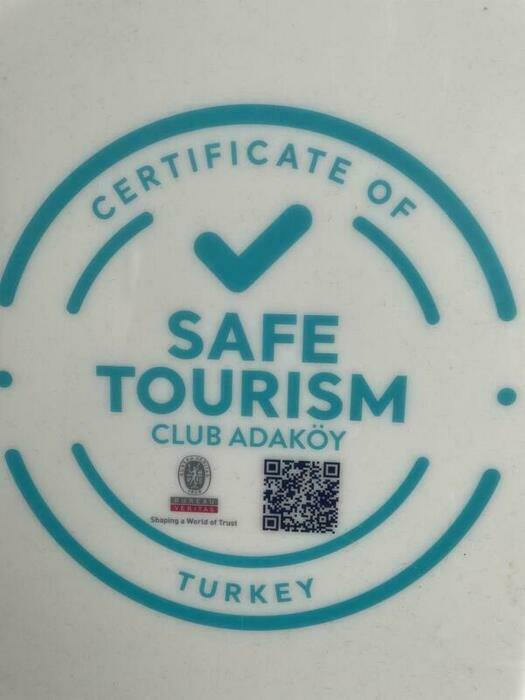 CERTIFICATE OF
SAFE
TOURISM
CLUB ADAKÖY
BUREAU
VERITAS
Shaping a World of Trust
TURKEY